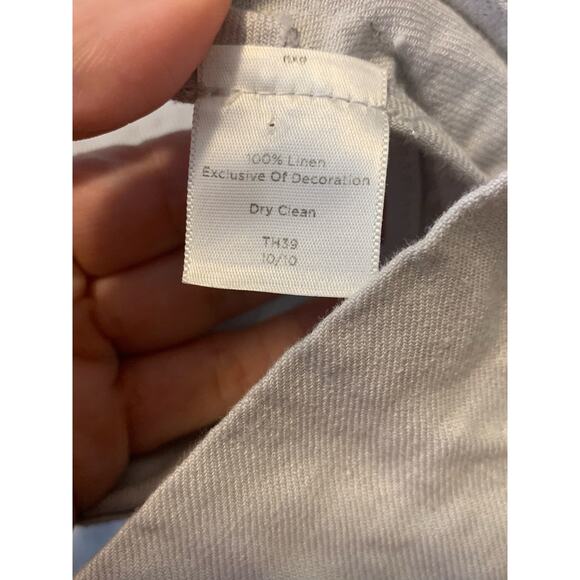 100% Linen
Exclusive Of Decoration
Dry Clean
TH39
10/10